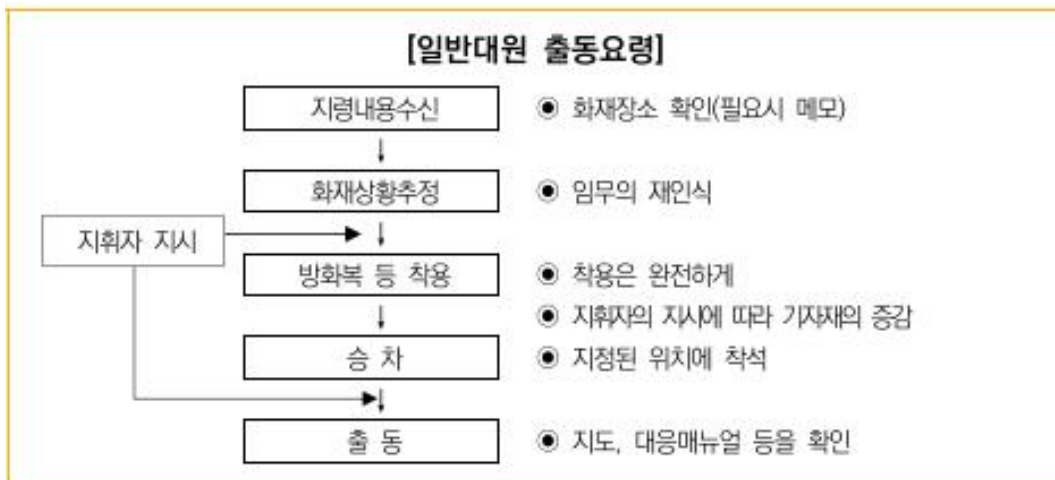 [일반대원 출동요령]
지령내용수신 ◉ 화재장소 확인(필요시 메모)
화재상황추정 ◉ 임무의 재인식
지휘자 지시
방화복 등 착용 ◉ 착용은 완전하게
◉ 지휘자의 지시에 따라 기자재의 증감
승 차 ◉ 지정된 위치에 착석
출 동 ◉ 지도, 대응매뉴얼 등을 확인